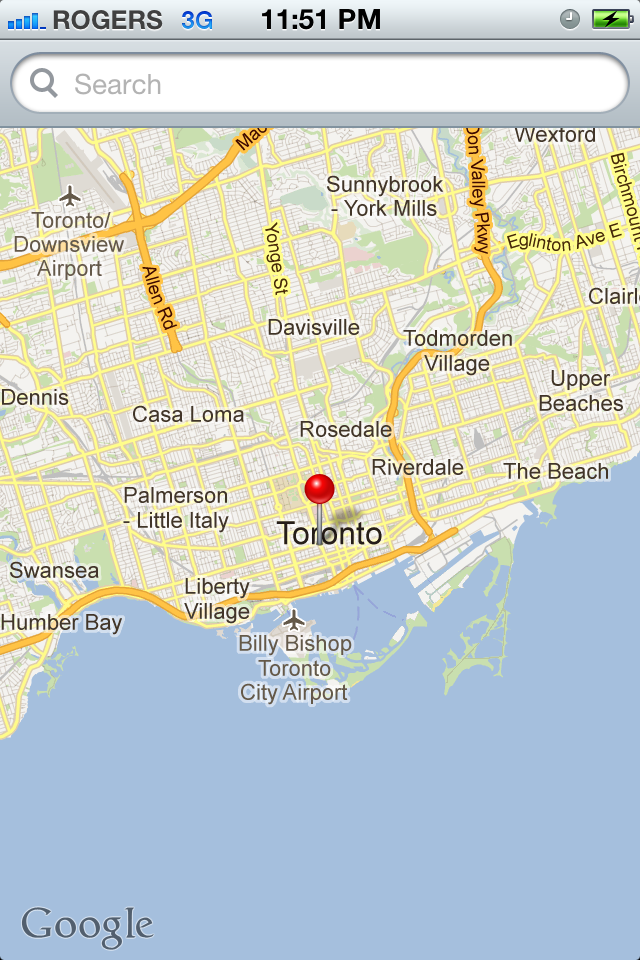 ROGERS 3G 11:51 PM
Search
Mac
Don Valley Pkwy
Wexford
Birchmoun
Sunnybrook
- York Mills
Toronto/
Downsview
Airport
Yonge St
Eglinton Ave E
Allen Rd
Clairl
Davisville
Todmorden
Village
Dennis
Casa Loma
Upper
Beaches
Rosedale
Riverdale
The Beach
Palmerson
- Little Italy
Toronto
Swansea
Liberty
Village
Humber Bay
Billy Bishop
Toronto
City Airport
Google